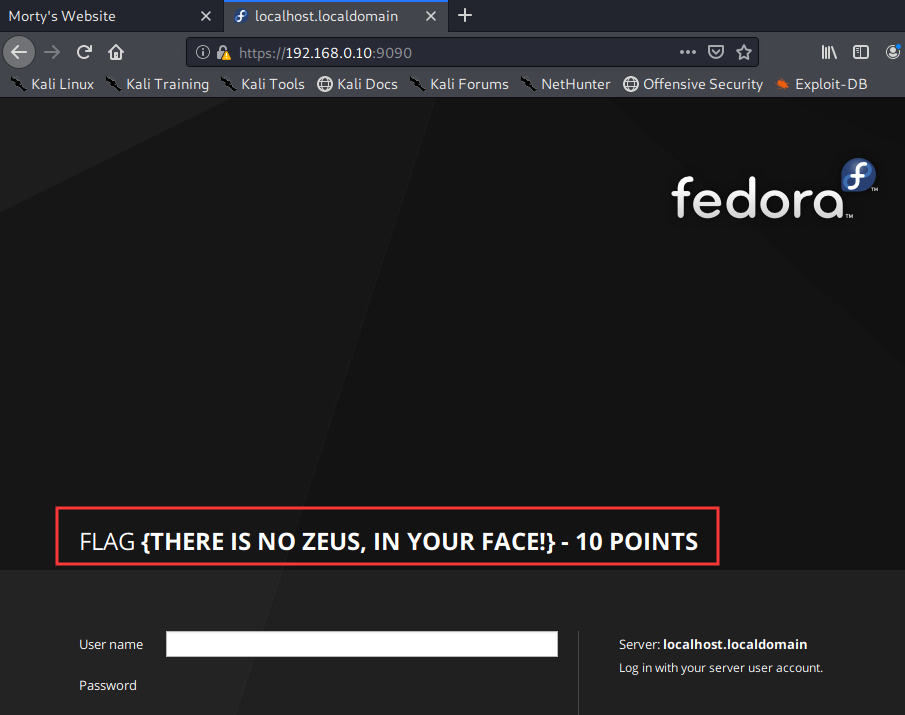 Morty's Website
localhost.localdomain
https://192.168.0.10:9090
Kali Linux Kali Training Kali Tools Kali Docs Kali Forums NetHunter Offensive Security Exploit-DB
fedora™
FLAG {THERE IS NO ZEUS, IN YOUR FACE!} - 10 POINTS
User name
Server: localhost.localdomain
Log in with your server user account.
Password